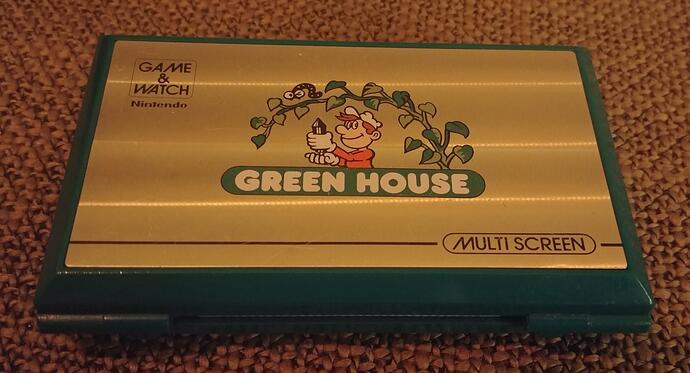 GAME
&
WATCH
Nintendo
GREEN HOUSE
MULTI SCREEN